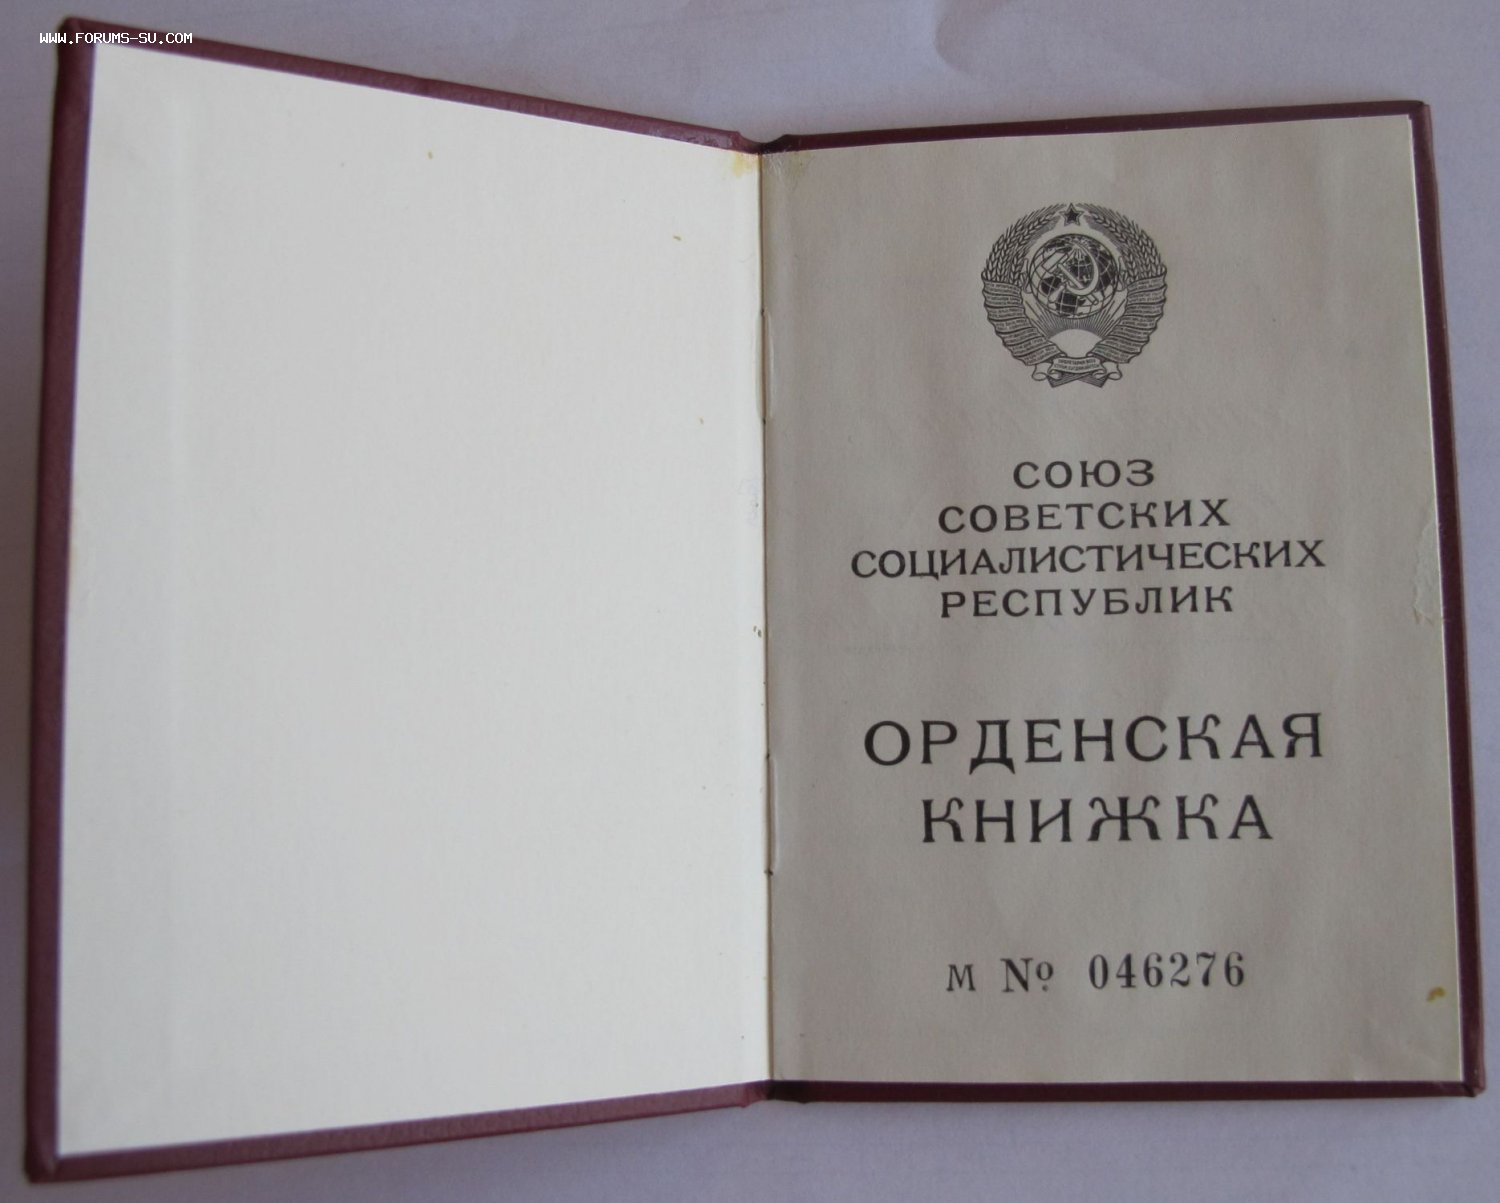 WWW.FORUMS-SU.COM
СОЮЗ
СОВЕТСКИХ
СОЦИАЛИСТИЧЕСКИХ
РЕСПУБЛИК
ОРДЕНСКАЯ
КНИЖКА
М № 046276